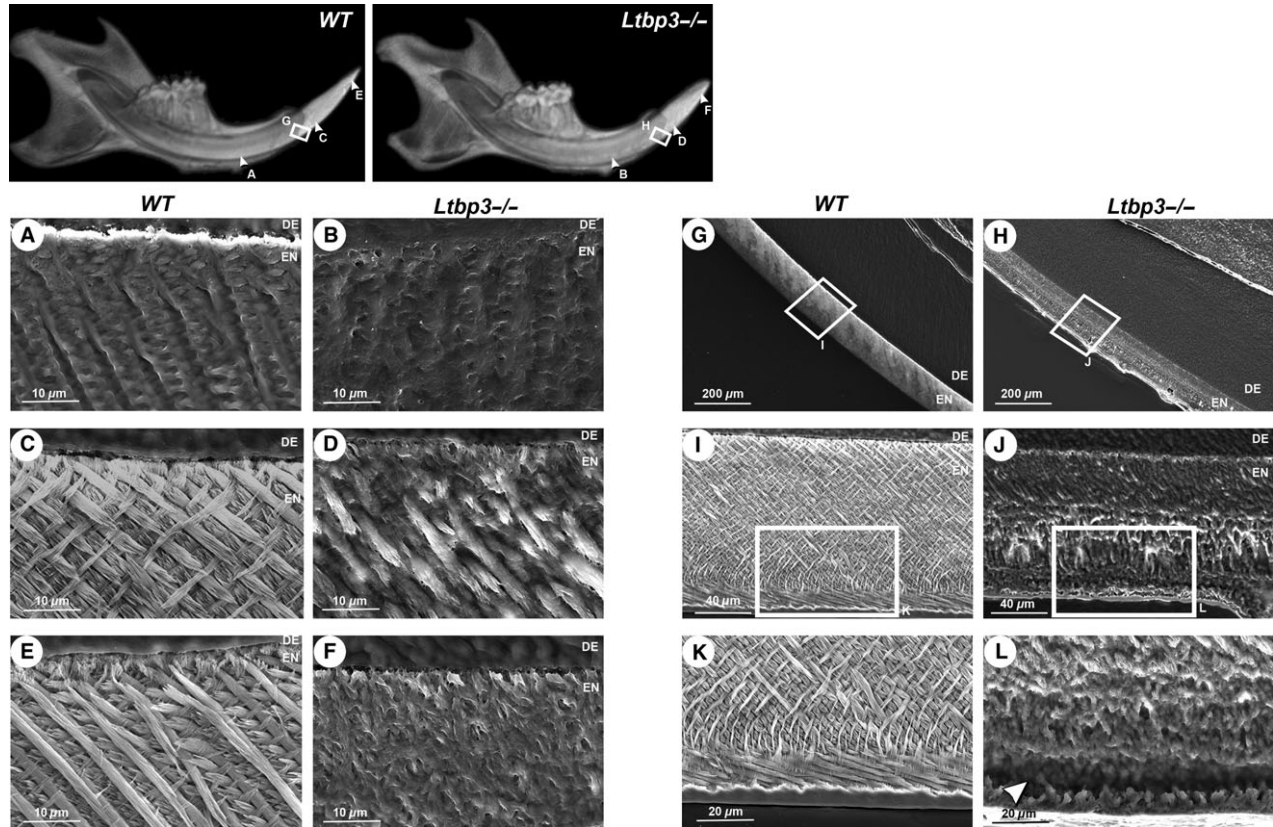 WT
Ltbp3–/–
E
G
C
A
F
H
D
B
WT
Ltbp3–/–
WT
Ltbp3–/–
A
DE
EN
10 µm
B
DE
EN
10 µm
G
I
DE
EN
200 µm
H
J
DE
EN
200 µm
C
DE
EN
10 µm
D
DE
EN
10 µm
I
DE
EN
40 µm
K
J
DE
EN
40 µm
L
E
DE
EN
10 µm
F
DE
EN
10 µm
K
20 µm
L
20 µm